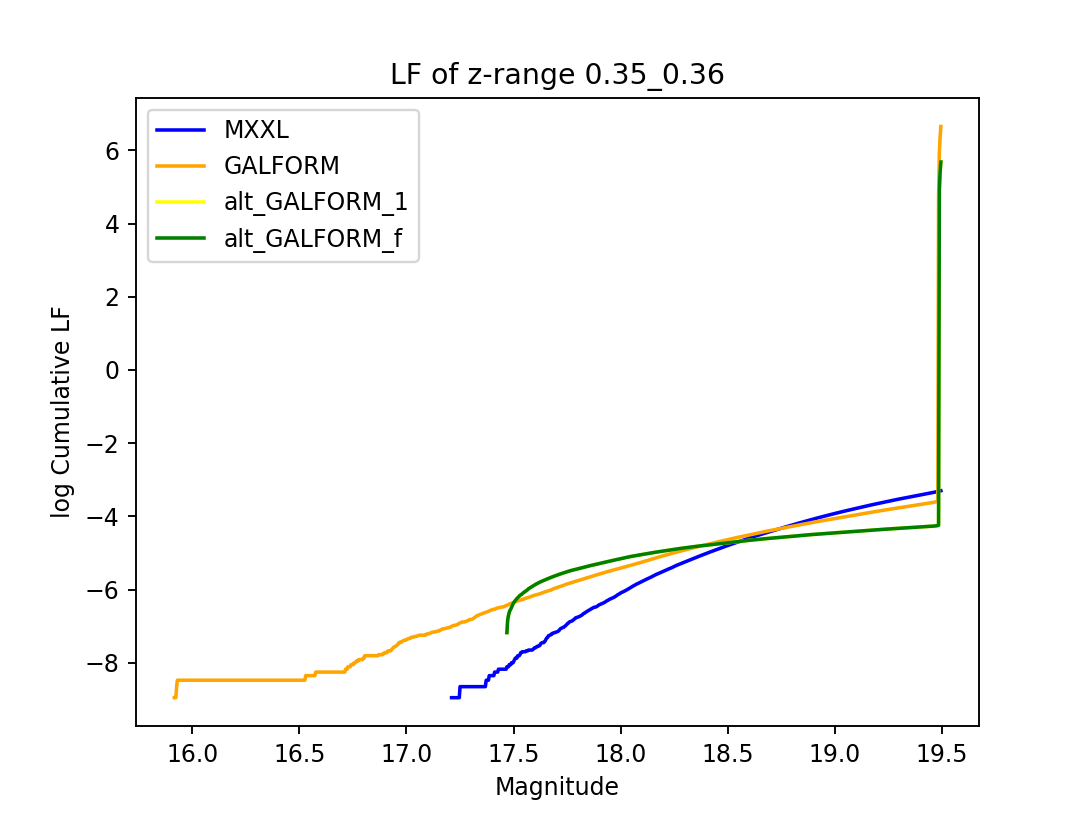 LF of z-range 0.35_0.36
MXXL
GALFORM
alt_GALFORM_1
alt_GALFORM_f
log Cumulative LF
6
4
2
0
−2
−4
−6
−8
16.0 16.5 17.0 17.5 18.0 18.5 19.0 19.5
Magnitude